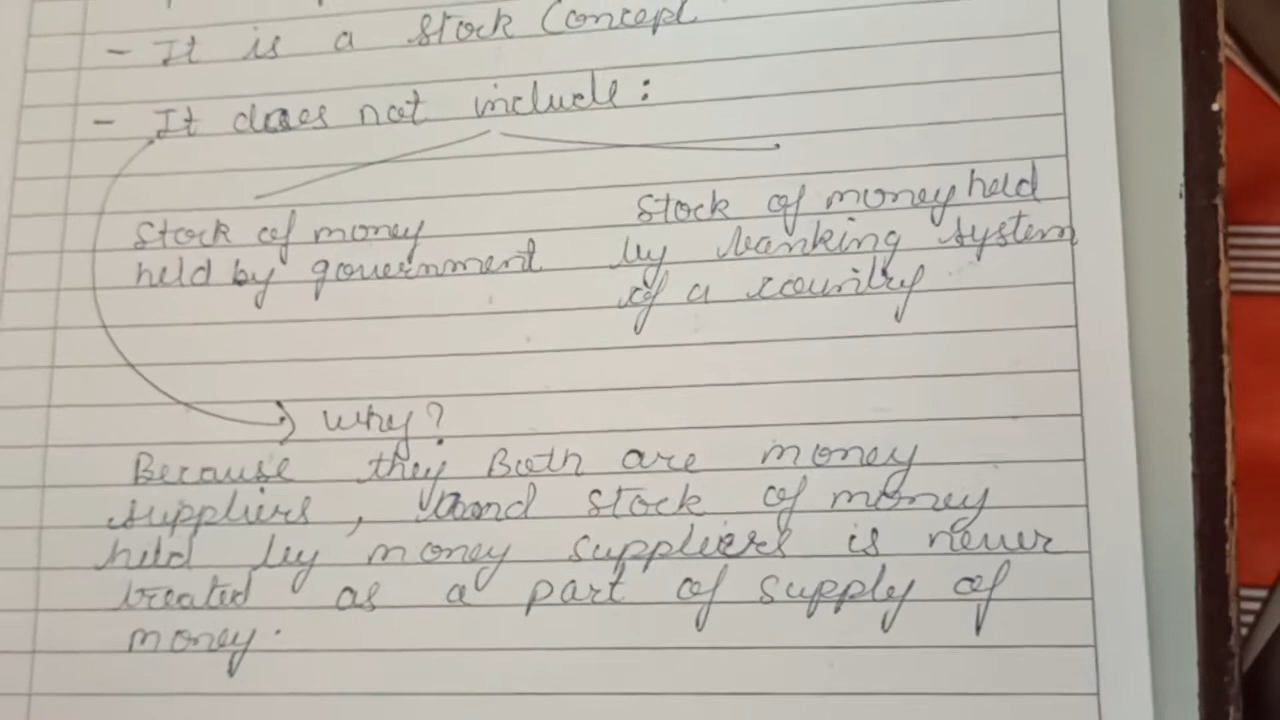 - It is a Stock Concept
- It does not include:
Stock of money held by government
Stock of money held by banking system of a country
Why?
Because they Both are money
suppliers, and stock of money
held by money suppliers is never
treated as a part of supply of
money.